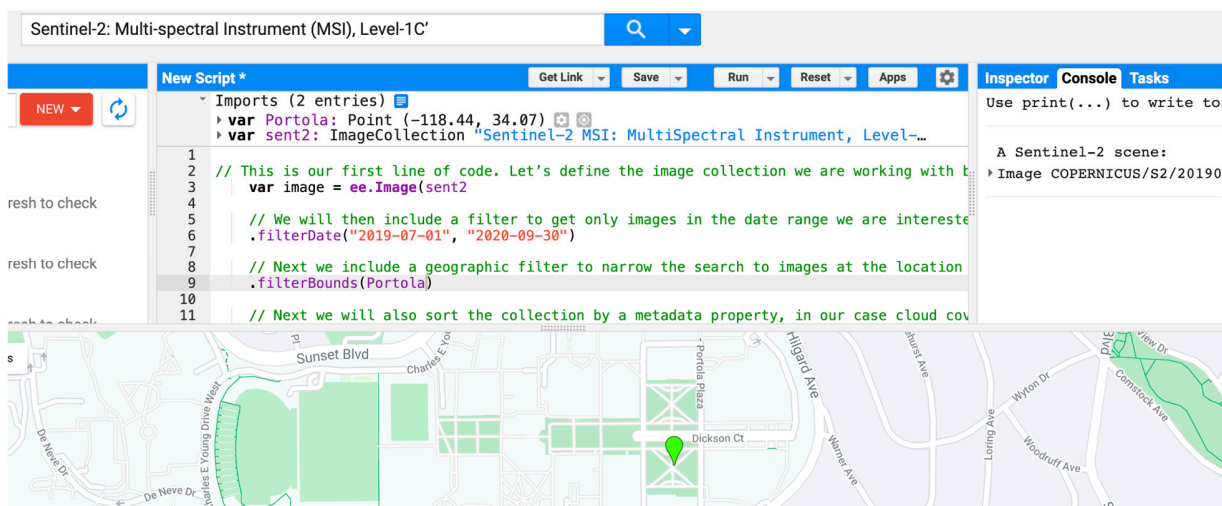 Sentinel-2: Multi-spectral Instrument (MSI), Level-1C’
New Script *
Get Link
Save
Run
Reset
Apps
Inspector Console Tasks
NEW
Imports (2 entries)
var Portola: Point (-118.44, 34.07)
var sent2: ImageCollection "Sentinel-2 MSI: MultiSpectral Instrument, Level-…
Use print(...) to write to
A Sentinel-2 scene:
Image COPERNICUS/S2/20190
resh to check
resh to check
1
2 // This is our first line of code. Let’s define the image collection we are working with b
3 var image = ee.Image(sent2
4
5 // We will then include a filter to get only images in the date range we are intereste
6 .filterDate("2019-07-01", "2020-09-30")
7
8 // Next we include a geographic filter to narrow the search to images at the location
9 .filterBounds(Portola)
10
11 // Next we will also sort the collection by a metadata property, in our case cloud cov
s
Pl
Sunset Blvd
Charles E You
Portola Plaza
Hilgard Ave
hurst Ave
Blvd
View Dr
Comstock Ave
Wyton Dr
Loring Ave
Woodruff Ave
Warner Ave
Dickson Ct
De Neve Dr
De Neve Dr
harles E Young Drive West